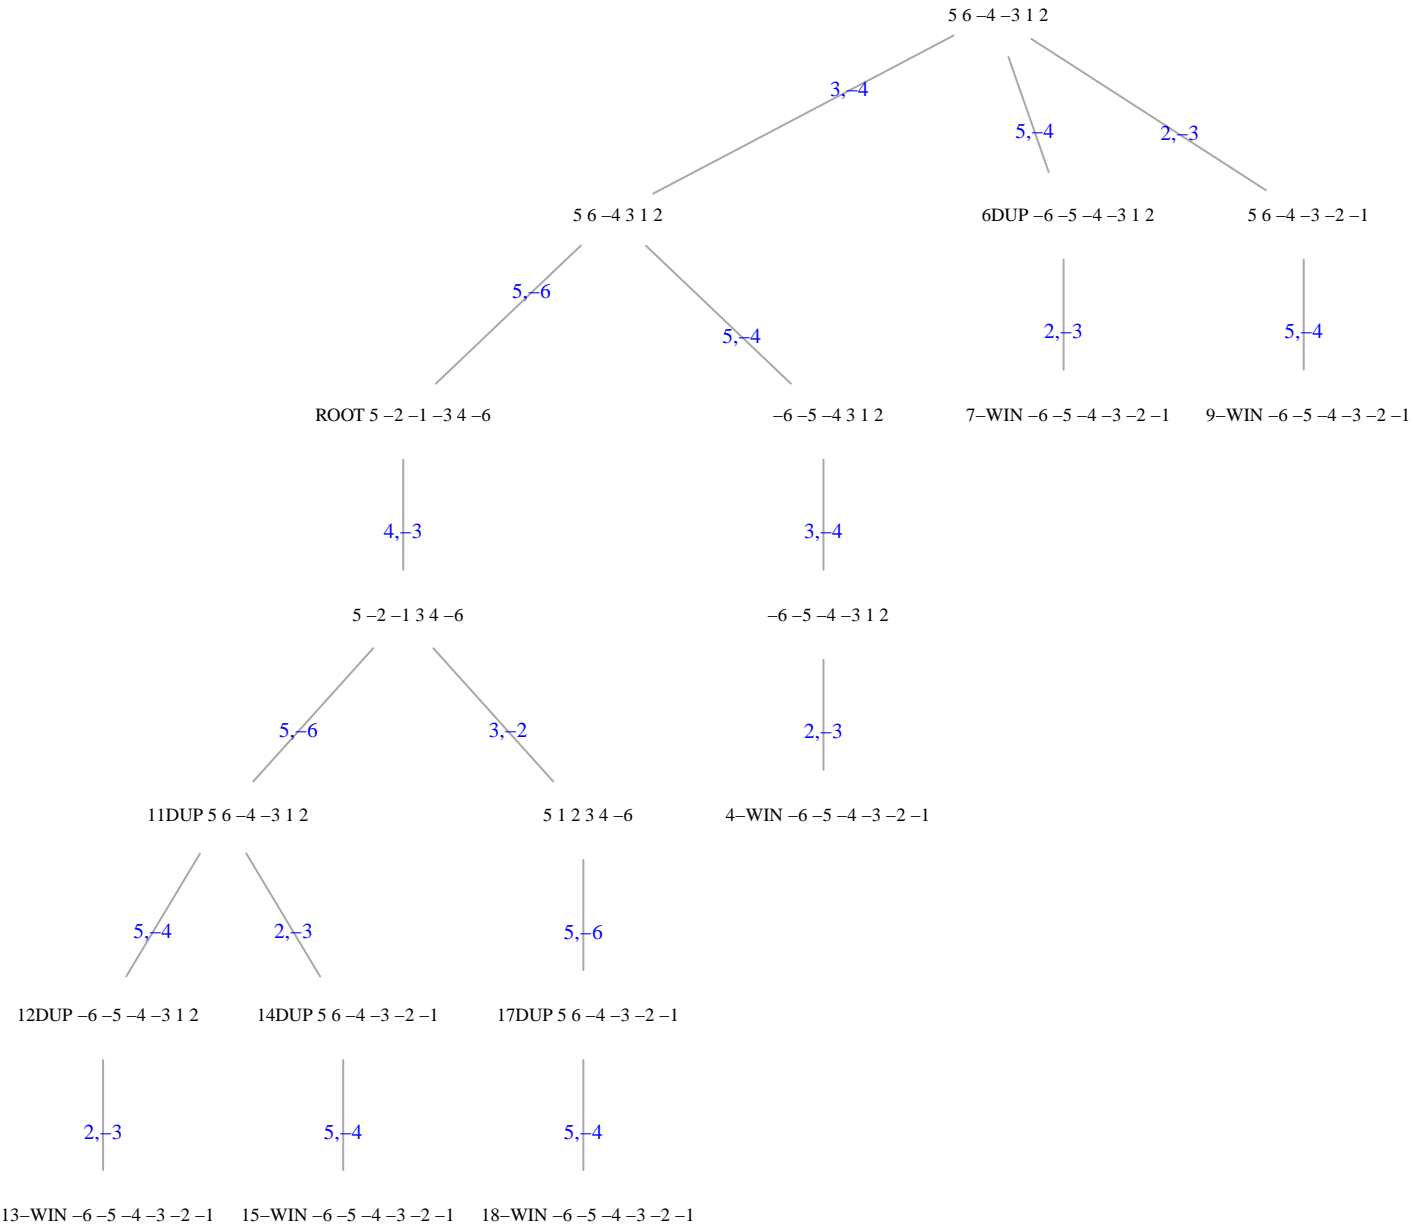 5 6 –4 –3 1 2
3,–4
5,–4
2,–3
5 6 –4 3 1 2
6DUP –6 –5 –4 –3 1 2
5 6 –4 –3 –2 –1
5,–6
5,–4
2,–3
5,–4
ROOT 5 –2 –1 –3 4 –6
–6 –5 –4 3 1 2
7–WIN –6 –5 –4 –3 –2 –1
9–WIN –6 –5 –4 –3 –2 –1
4,–3
3,–4
5 –2 –1 3 4 –6
–6 –5 –4 –3 1 2
5,–6
3,–2
2,–3
11DUP 5 6 –4 –3 1 2
5 1 2 3 4 –6
4–WIN –6 –5 –4 –3 –2 –1
5,–4
2,–3
5,–6
12DUP –6 –5 –4 –3 1 2
14DUP 5 6 –4 –3 –2 –1
17DUP 5 6 –4 –3 –2 –1
2,–3
5,–4
5,–4
13–WIN –6 –5 –4 –3 –2 –1
15–WIN –6 –5 –4 –3 –2 –1
18–WIN –6 –5 –4 –3 –2 –1